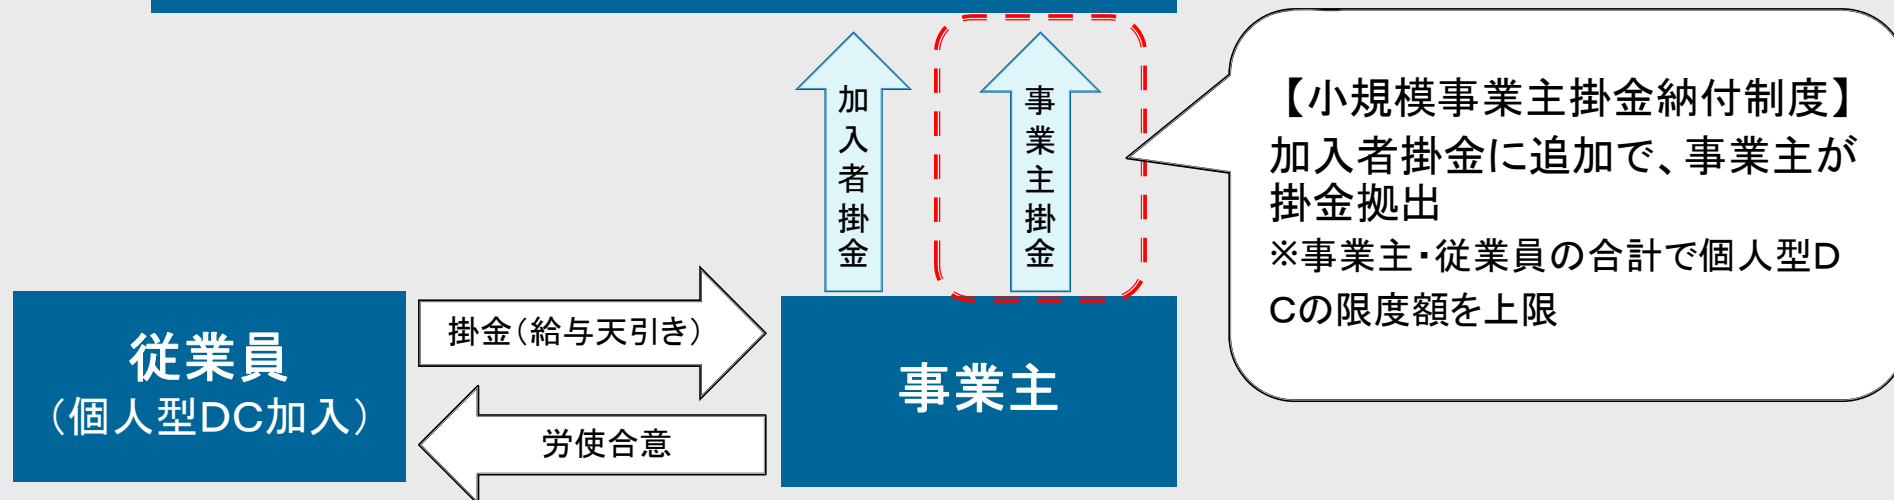 加入者掛金
事業主掛金
【小規模事業主掛金納付制度】
加入者掛金に追加で、事業主が
掛金拠出
※事業主・従業員の合計で個人型D
Cの限度額を上限
従業員
（個人型DC加入）
掛金（給与天引き）
労使合意
事業主